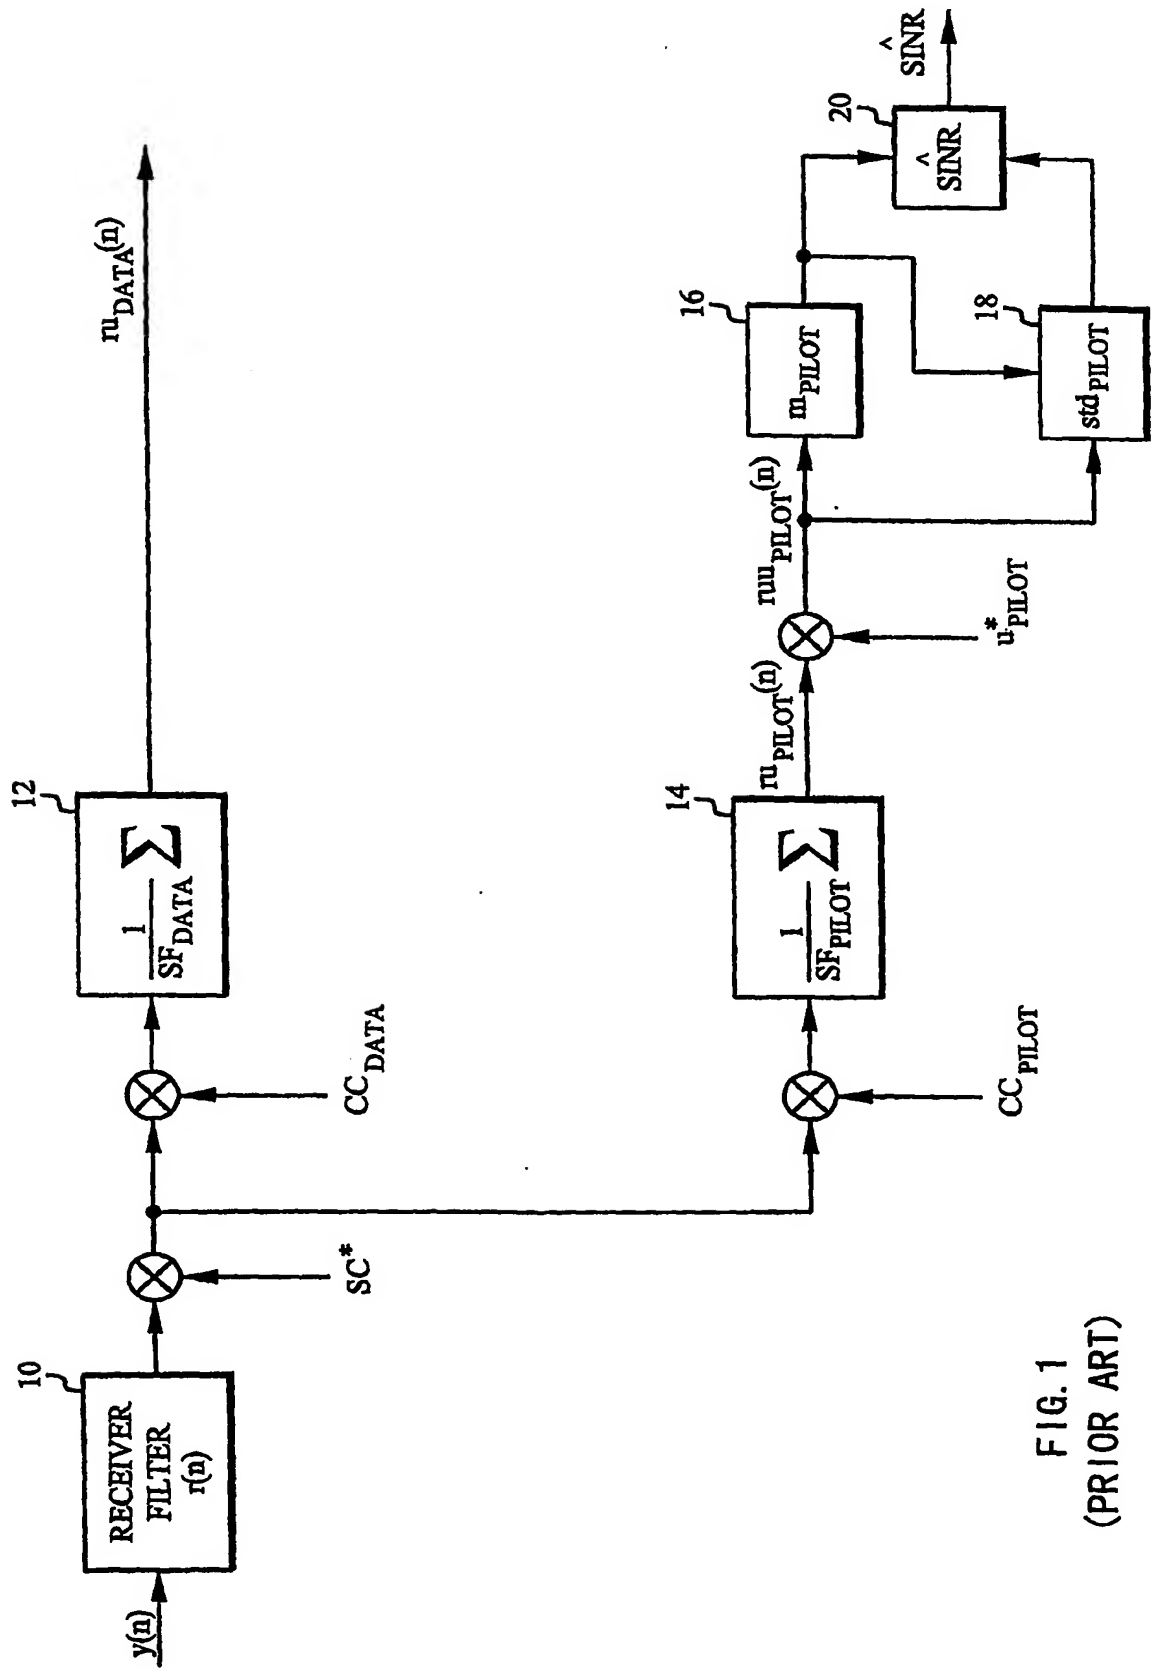 y(n)
10
RECEIVER
FILTER
r(n)
SC*
CC_DATA
12
1
SF_DATA
Σ
ru_DATA(n)
CC_PILOT
14
1
SF_PILOT
Σ
ru_PILOT(n)
u*_PILOT
ruu_PILOT(n)
16
m_PILOT
18
std_PILOT
20
^
SINR
^
SINR
FIG. 1
(PRIOR ART)